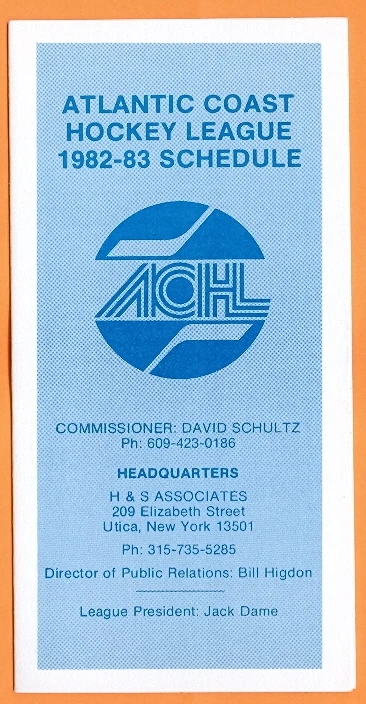 ATLANTIC COAST
HOCKEY LEAGUE
1982-83 SCHEDULE
ACHL
COMMISSIONER: DAVID SCHULTZ
Ph: 609-423-0186
HEADQUARTERS
H & S ASSOCIATES
209 Elizabeth Street
Utica, New York 13501
Ph: 315-735-5285
Director of Public Relations: Bill Higdon
League President: Jack Dame